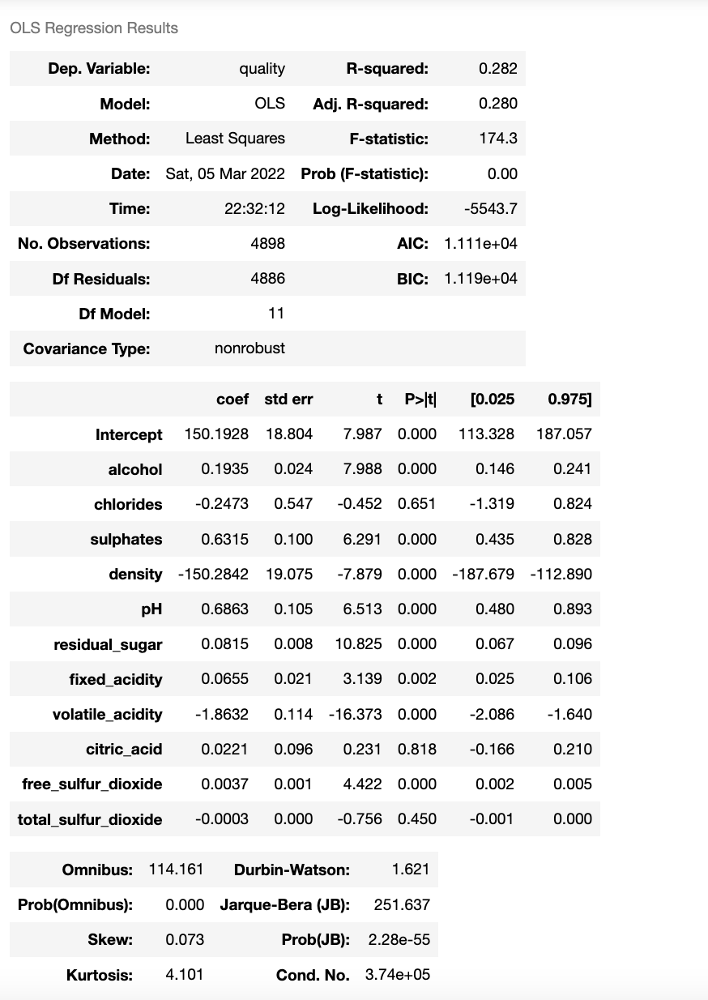 OLS Regression Results
Dep. Variable: quality R-squared: 0.282
Model: OLS Adj. R-squared: 0.280
Method: Least Squares F-statistic: 174.3
Date: Sat, 05 Mar 2022 Prob (F-statistic): 0.00
Time: 22:32:12 Log-Likelihood: -5543.7
No. Observations: 4898 AIC: 1.111e+04
Df Residuals: 4886 BIC: 1.119e+04
Df Model: 11
Covariance Type: nonrobust
coef std err t P>|t| [0.025 0.975]
Intercept 150.1928 18.804 7.987 0.000 113.328 187.057
alcohol 0.1935 0.024 7.988 0.000 0.146 0.241
chlorides -0.2473 0.547 -0.452 0.651 -1.319 0.824
sulphates 0.6315 0.100 6.291 0.000 0.435 0.828
density -150.2842 19.075 -7.879 0.000 -187.679 -112.890
pH 0.6863 0.105 6.513 0.000 0.480 0.893
residual_sugar 0.0815 0.008 10.825 0.000 0.067 0.096
fixed_acidity 0.0655 0.021 3.139 0.002 0.025 0.106
volatile_acidity -1.8632 0.114 -16.373 0.000 -2.086 -1.640
citric_acid 0.0221 0.096 0.231 0.818 -0.166 0.210
free_sulfur_dioxide 0.0037 0.001 4.422 0.000 0.002 0.005
total_sulfur_dioxide -0.0003 0.000 -0.756 0.450 -0.001 0.000
Omnibus: 114.161 Durbin-Watson: 1.621
Prob(Omnibus): 0.000 Jarque-Bera (JB): 251.637
Skew: 0.073 Prob(JB): 2.28e-55
Kurtosis: 4.101 Cond. No. 3.74e+05